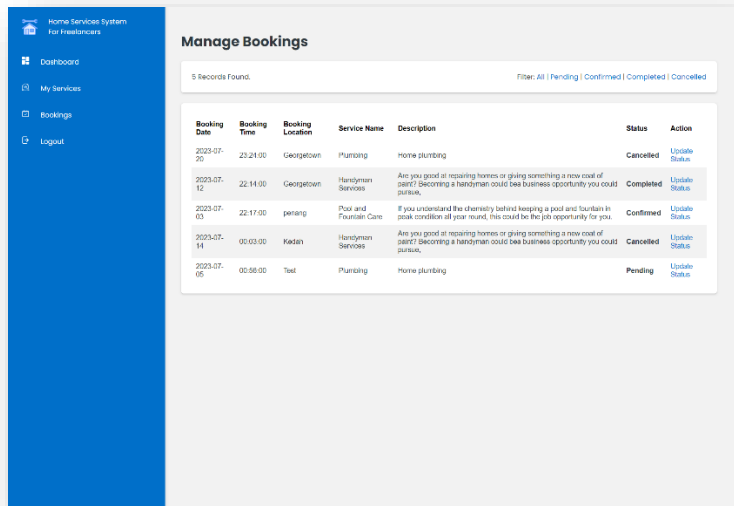 Home Services System
For Freelancers
Dashboard
My Services
Bookings
Logout
Manage Bookings
5 Records Found.
Filter: All | Pending | Confirmed | Completed | Cancelled
Booking Date Booking Time Booking Location Service Name Description Status Action
2023-07-20 23:24:00 Georgetown Plumbing Home plumbing Cancelled Update Status
2023-07-12 22:14:00 Georgetown Handyman Services Are you good at repairing homes or giving something a new coat of paint? Becoming a handyman could bea business opportunity you could pursue, Completed Update Status
2023-07-03 22:17:00 penang Pool and Fountain Care If you understand the chemistry behind keeping a pool and fountain in peak condition all year round, this could be the job opportunity for you. Confirmed Update Status
2023-07-14 00:03:00 Kedah Handyman Services Are you good at repairing homes or giving something a new coat of paint? Becoming a handyman could bea business opportunity you could pursue, Cancelled Update Status
2023-07-05 00:58:00 Test Plumbing Home plumbing Pending Update Status